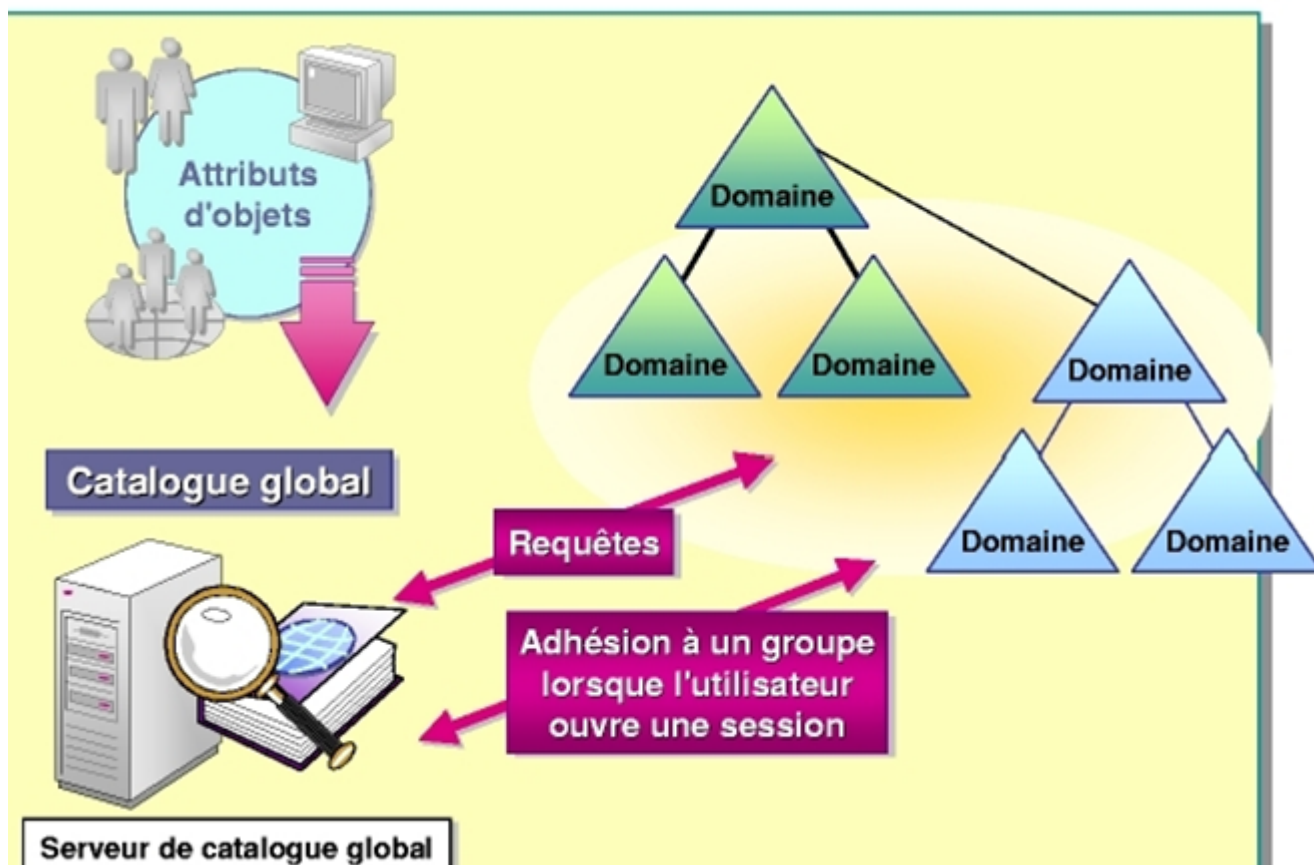 Attributs
d'objets
Domaine
Domaine
Domaine
Domaine
Domaine
Domaine
Catalogue global
Requêtes
Adhésion à un groupe
lorsque l'utilisateur
ouvre une session
Serveur de catalogue global